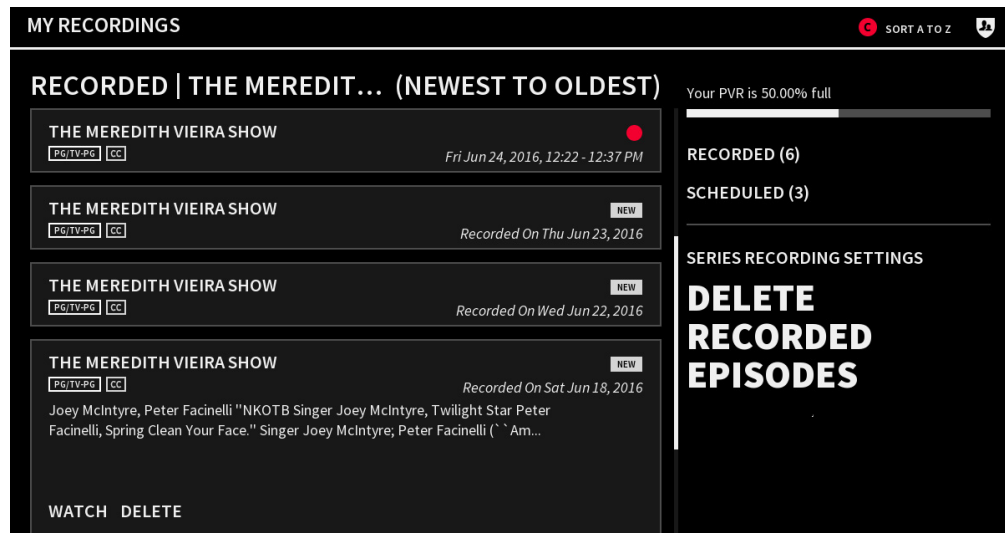 MY RECORDINGS
C SORT A TO Z
RECORDED | THE MEREDIT... (NEWEST TO OLDEST)
THE MEREDITH VIEIRA SHOW
PG/TV-PG CC
Fri Jun 24, 2016, 12:22 - 12:37 PM
THE MEREDITH VIEIRA SHOW
NEW
PG/TV-PG CC
Recorded On Thu Jun 23, 2016
THE MEREDITH VIEIRA SHOW
NEW
PG/TV-PG CC
Recorded On Wed Jun 22, 2016
THE MEREDITH VIEIRA SHOW
NEW
PG/TV-PG CC
Recorded On Sat Jun 18, 2016
Joey McIntyre, Peter Facinelli "NKOTB Singer Joey McIntyre, Twilight Star Peter
Facinelli, Spring Clean Your Face." Singer Joey McIntyre; Peter Facinelli (``Am...
WATCH DELETE
Your PVR is 50.00% full
RECORDED (6)
SCHEDULED (3)
SERIES RECORDING SETTINGS
DELETE
RECORDED
EPISODES